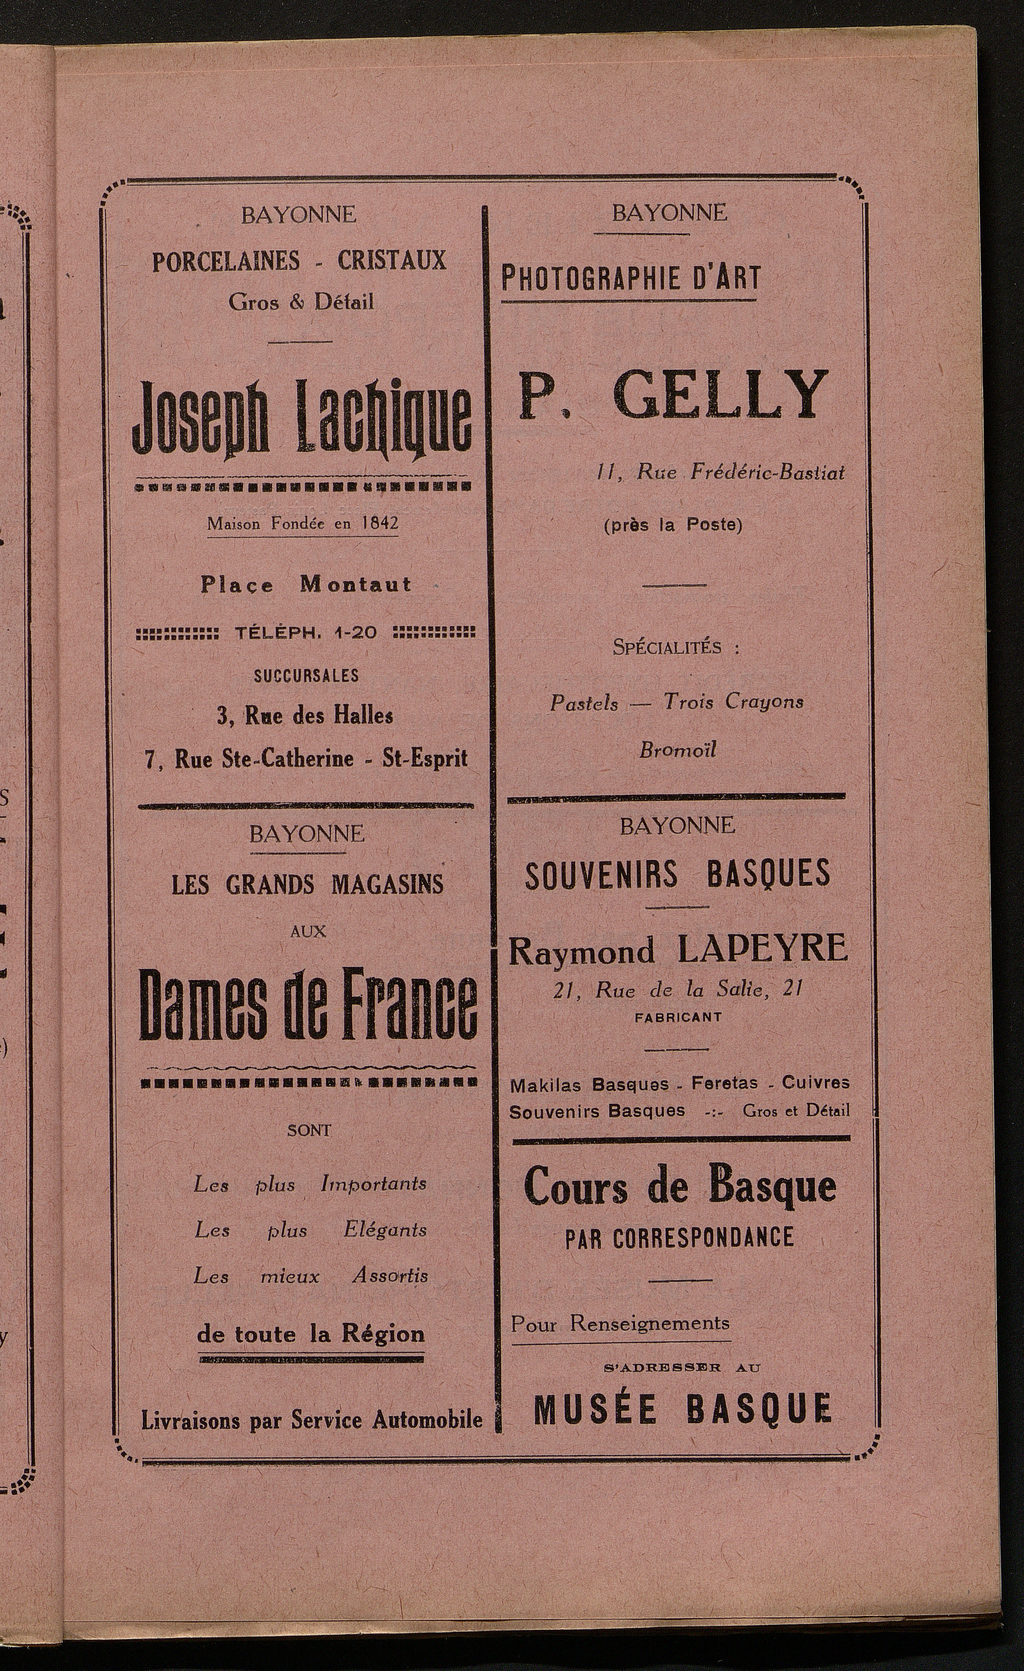 BAYONNE
PORCELAINES - CRISTAUX
Gros & Détail
Joseph Lachique
Maison Fondée en 1842
Place Montaut
TÉLÉPH. 1-20
SUCCURSALES
3, Rue des Halles
7, Rue Ste-Catherine - St-Esprit
BAYONNE
LES GRANDS MAGASINS
AUX
Dames de France
SONT
Les plus Importants
Les plus Elégants
Les mieux Assortis
de toute la Région
Livraisons par Service Automobile
BAYONNE
PHOTOGRAPHIE D'ART
P. GELLY
11, Rue Frédéric-Bastiat
(près la Poste)
SPÉCIALITÉS :
Pastels — Trois Crayons
Bromoïl
BAYONNE
SOUVENIRS BASQUES
Raymond LAPEYRE
21, Rue de la Salie, 21
FABRICANT
Makilas Basques - Feretas - Cuivres
Souvenirs Basques -:- Gros et Détail
Cours de Basque
PAR CORRESPONDANCE
Pour Renseignements
S'ADRESSER AU
MUSÉE BASQUE